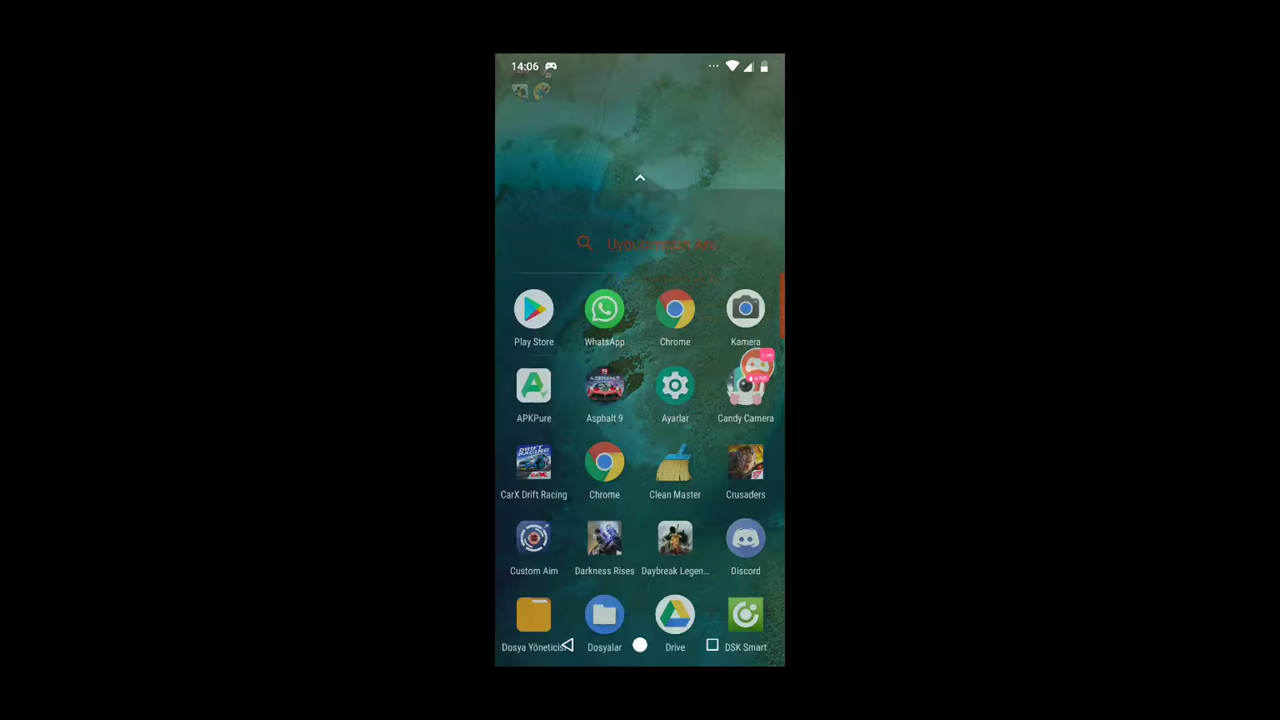 14:06
Play Store WhatsApp Chrome Kamera
APKPure Asphalt 9 Ayarlar Candy Camera
CarX Drift Racing Chrome Clean Master Crusaders
Custom Aim Darkness Rises Daybreak Legen... Discord
Dosya Yöneticisi Dosyalar Drive DSK Smart